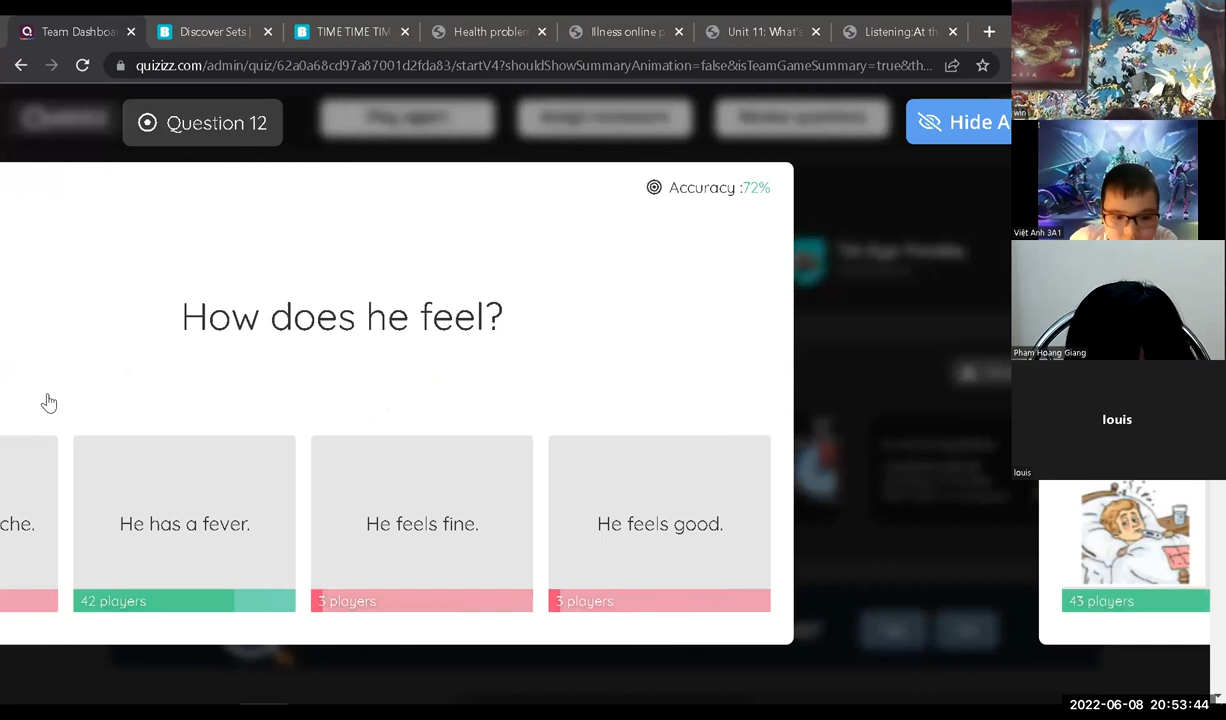 Team Dashboa
Discover Sets |
TIME TIME TIM
Health problem
Illness online p
Unit 11: What's
Listening:At th
quizizz.com/admin/quiz/62a0a68cd97a87001d2fda83/startV4?shouldShowSummaryAnimation=false&isTeamGameSummary=true&th...
win
Question 12
Hide A
Accuracy :72%
Việt Anh 3A1
How does he feel?
Pham Hoang Giang
louis
louis
che.
He has a fever.
He feels fine.
He feels good.
42 players
3 players
3 players
43 players
2022-06-08 20:53:44